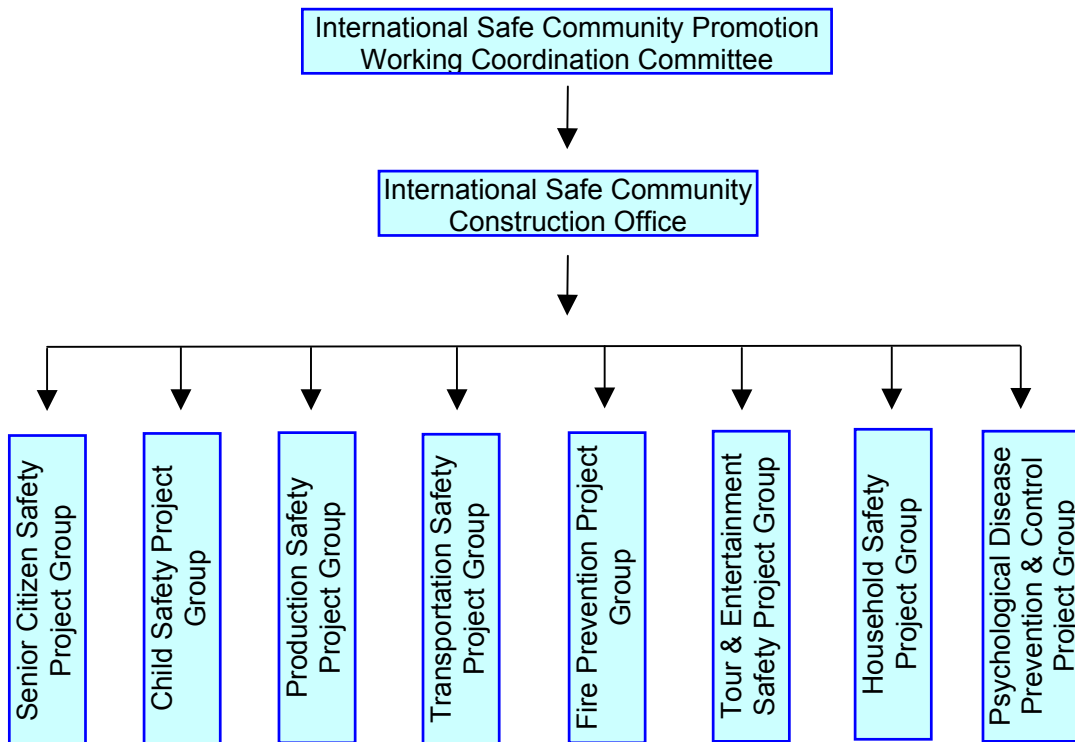 International Safe Community Promotion
Working Coordination Committee
International Safe Community
Construction Office
Senior Citizen Safety
Project Group
Child Safety Project
Group
Production Safety
Project Group
Transportation Safety
Project Group
Fire Prevention Project
Group
Tour & Entertainment
Safety Project Group
Household Safety
Project Group
Psychological Disease
Prevention & Control
Project Group